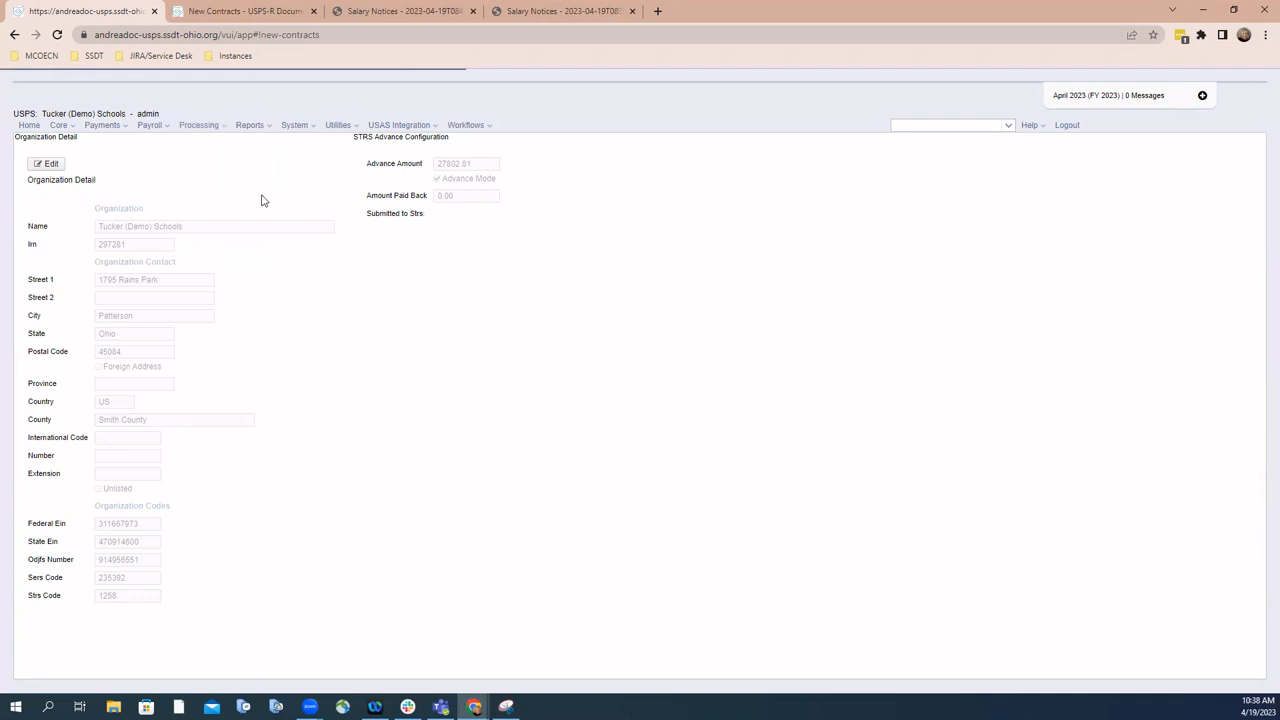 https://andreadoc-usps.ssdt-ohio.
New Contracts - USPS-R Docum
Salary Notices - 2023-04-19T084
Salary Notices - 2023-04-19T083
andreadoc-usps.ssdt-ohio.org/vui/app#!new-contracts
MCOECN
SSDT
JIRA/Service Desk
Instances
April 2023 (FY 2023) | 0 Messages
USPS: Tucker (Demo) Schools - admin
Home Core Payments Payroll Processing Reports System Utilities USAS Integration Workflows Help Logout
Organization Detail
STRS Advance Configuration
Edit
Advance Amount 27802.81
Organization Detail
Advance Mode
Amount Paid Back 0.00
Organization
Submitted to Strs:
Name Tucker (Demo) Schools
Irn 297281
Organization Contact
Street 1 1795 Rains Park
Street 2
City Patterson
State Ohio
Postal Code 45084
Foreign Address
Province
Country US
County Smith County
International Code
Number
Extension
Unlisted
Organization Codes
Federal Ein 311667973
State Ein 470914600
Odjfs Number 914956551
Sers Code 235392
Strs Code 1258
10:38 AM
4/19/2023